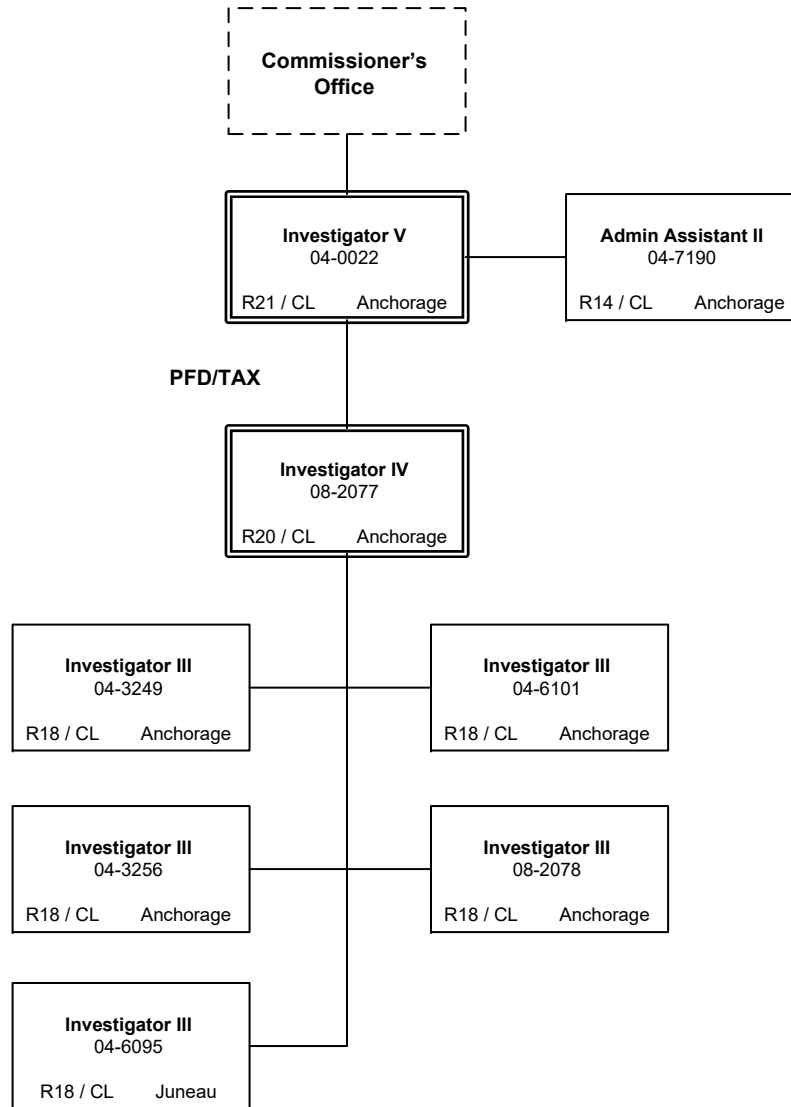 Commissioner’s
Office
Investigator V
04-0022
R21 / CL Anchorage
Admin Assistant II
04-7190
R14 / CL Anchorage
PFD/TAX
Investigator IV
08-2077
R20 / CL Anchorage
Investigator III
04-3249
R18 / CL Anchorage
Investigator III
04-6101
R18 / CL Anchorage
Investigator III
04-3256
R18 / CL Anchorage
Investigator III
08-2078
R18 / CL Anchorage
Investigator III
04-6095
R18 / CL Juneau